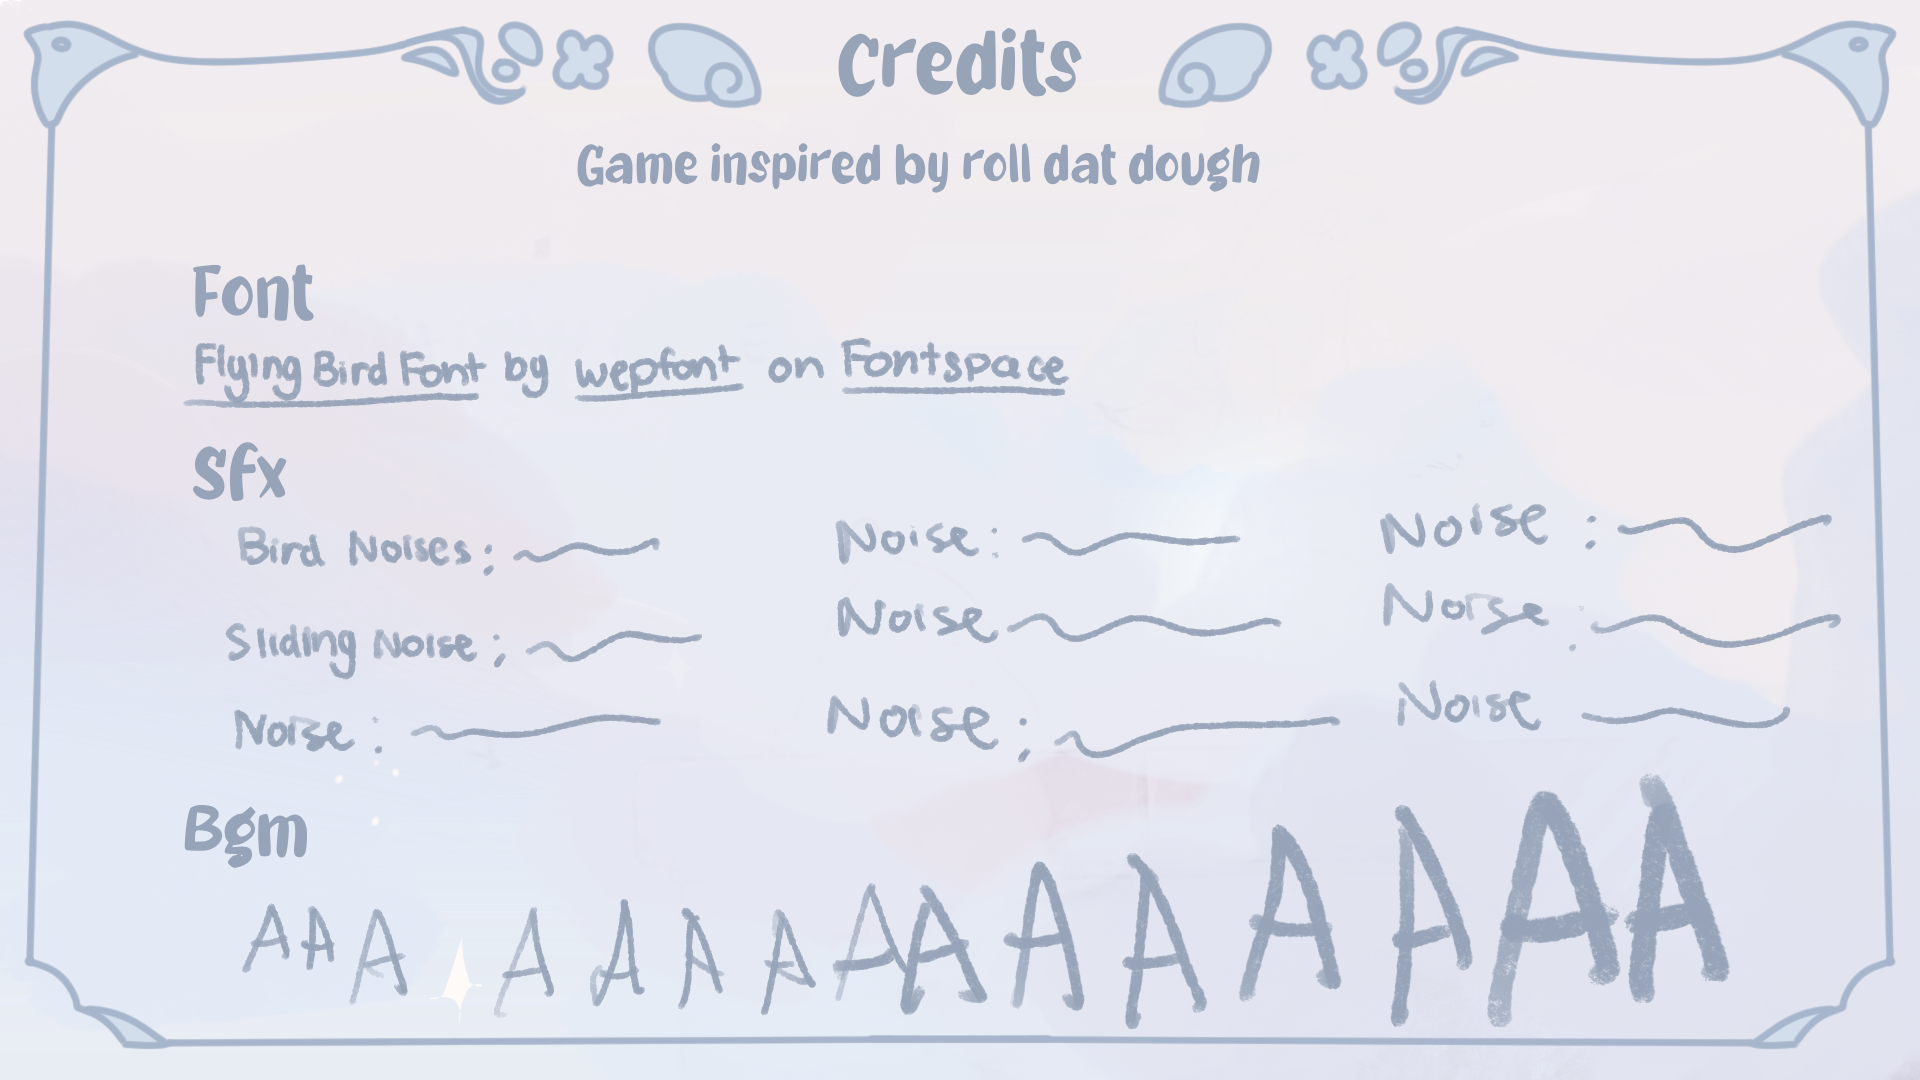 Credits
Game inspired by roll dat dough
Font
Flying Bird Font by wepfont on Fontspace
Sfx
Bird Noises: Noise: Noise:
Sliding Noise: Noise Noise:
Noise: Noise: Noise
Bgm
A A A A A A A A A A A A A A A